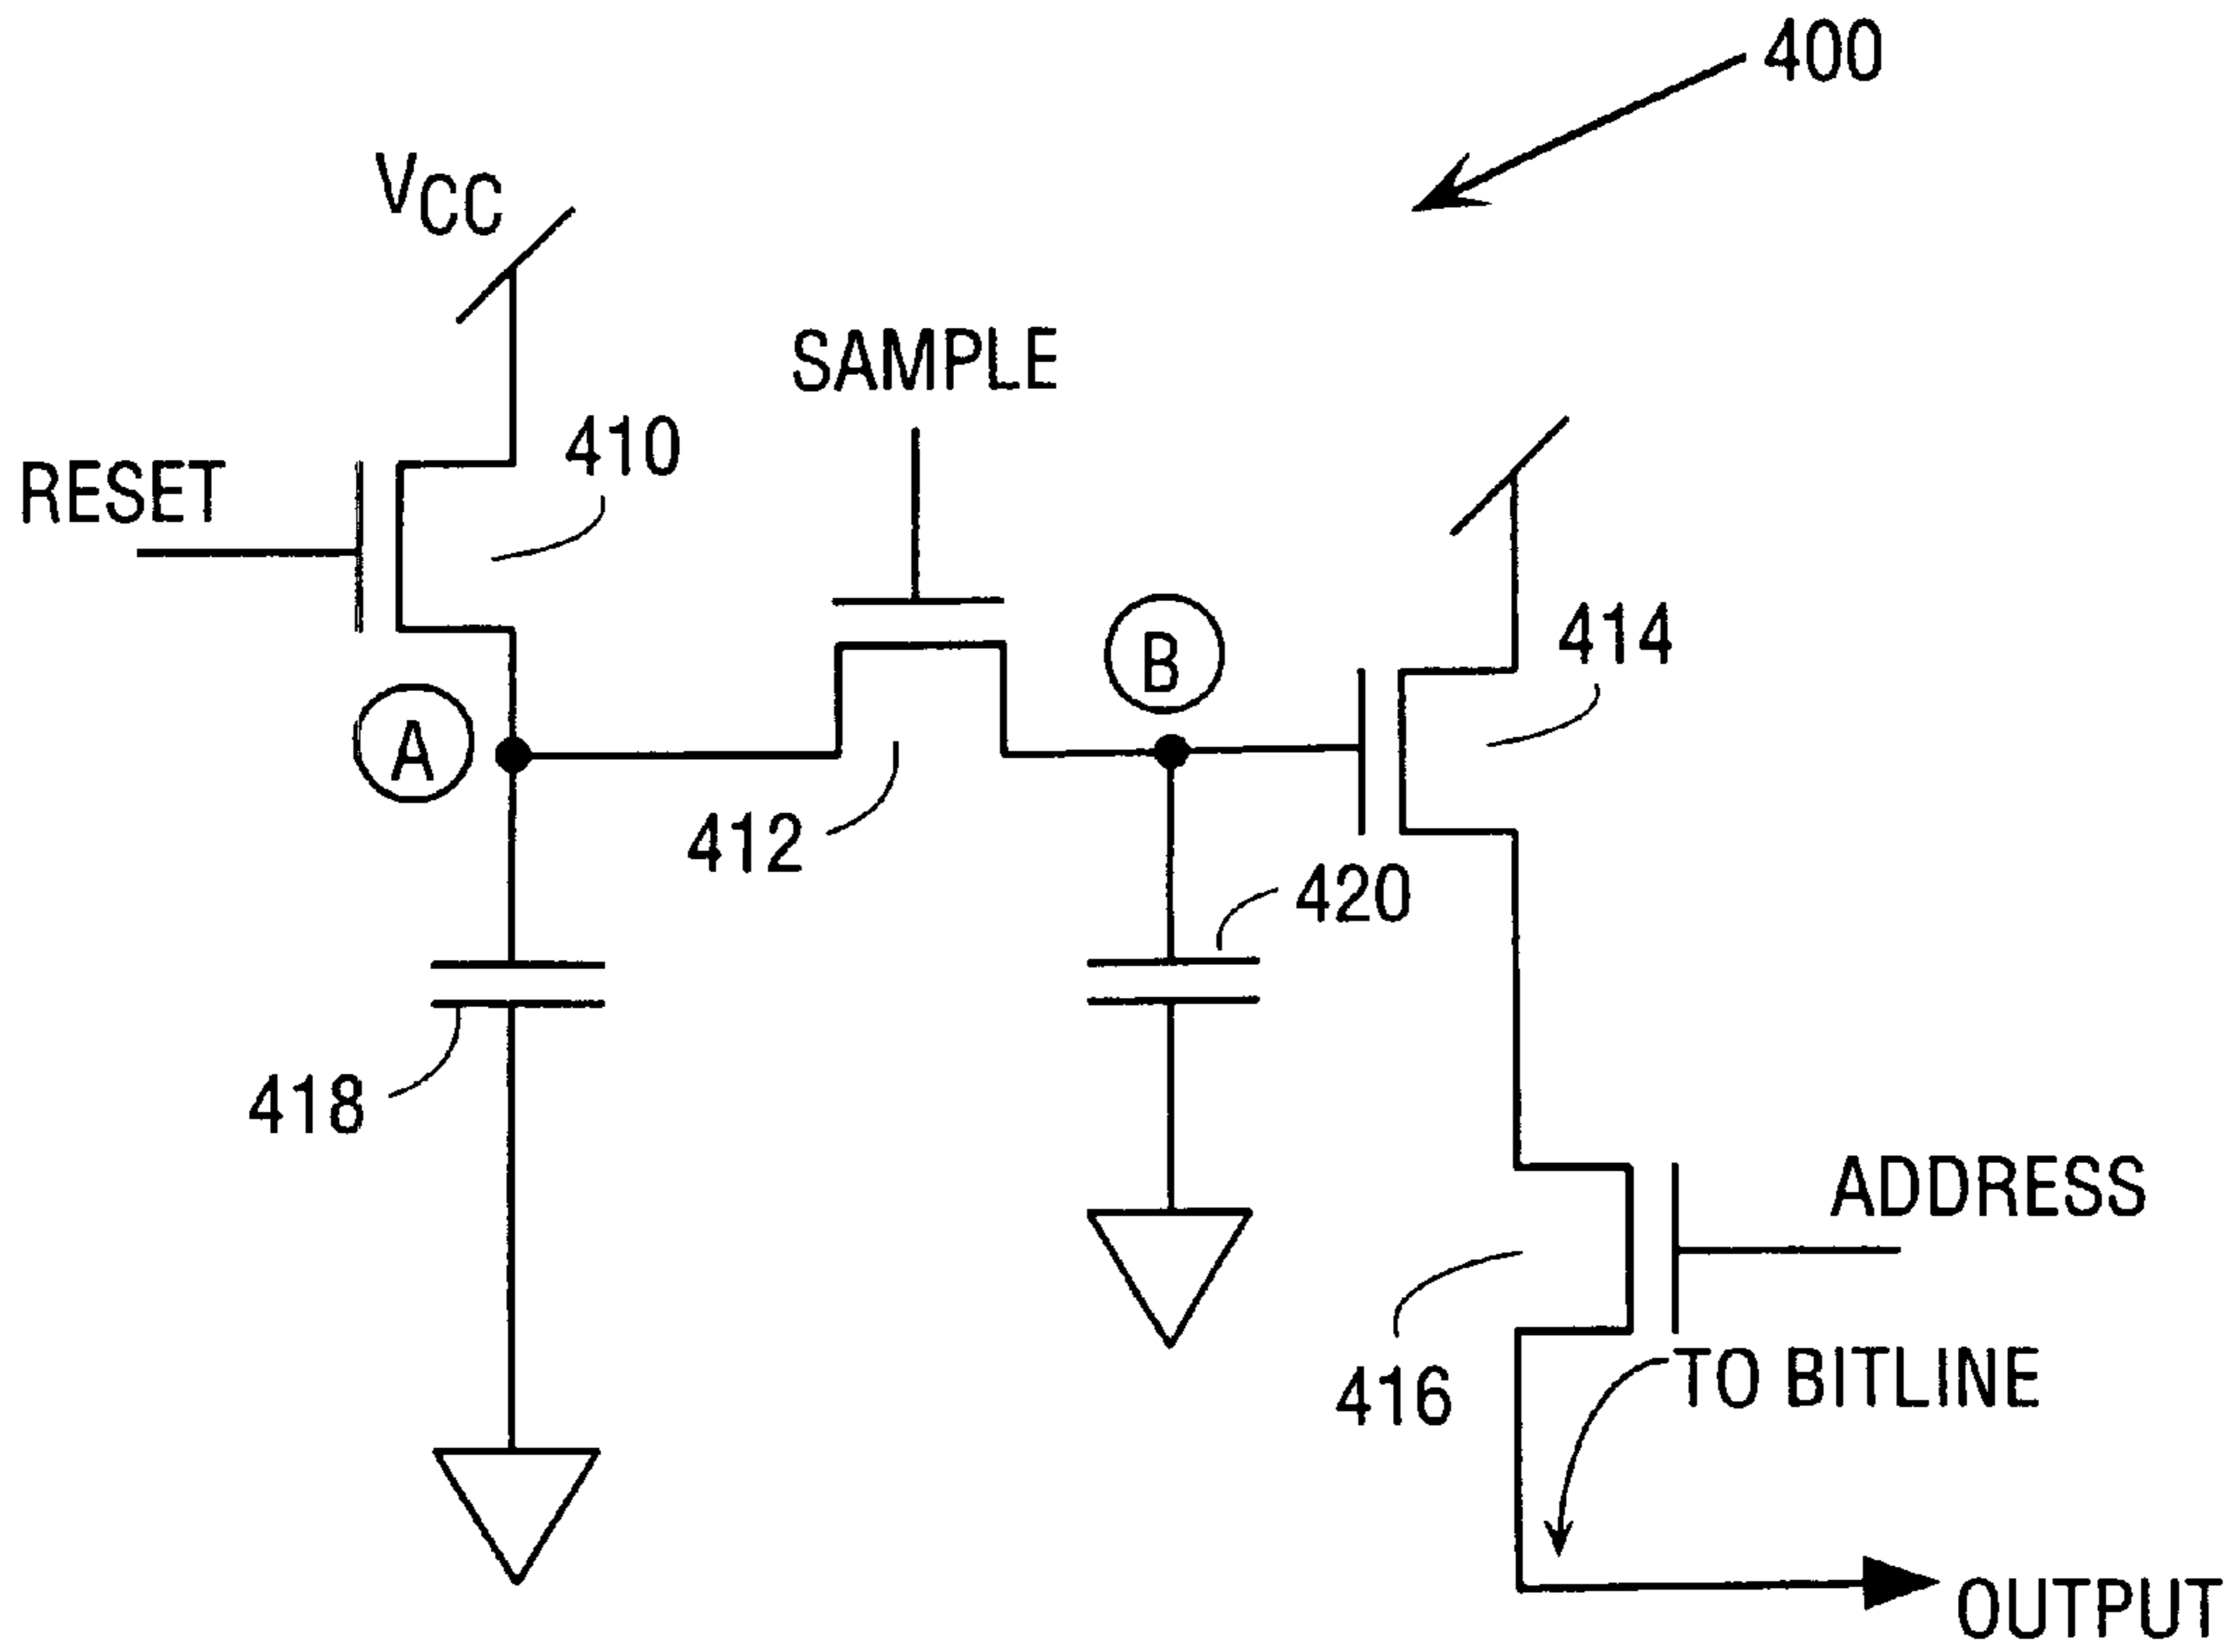 400
VCC
SAMPLE
410
RESET
B
414
A
412
420
418
ADDRESS
416
TO BITLINE
OUTPUT